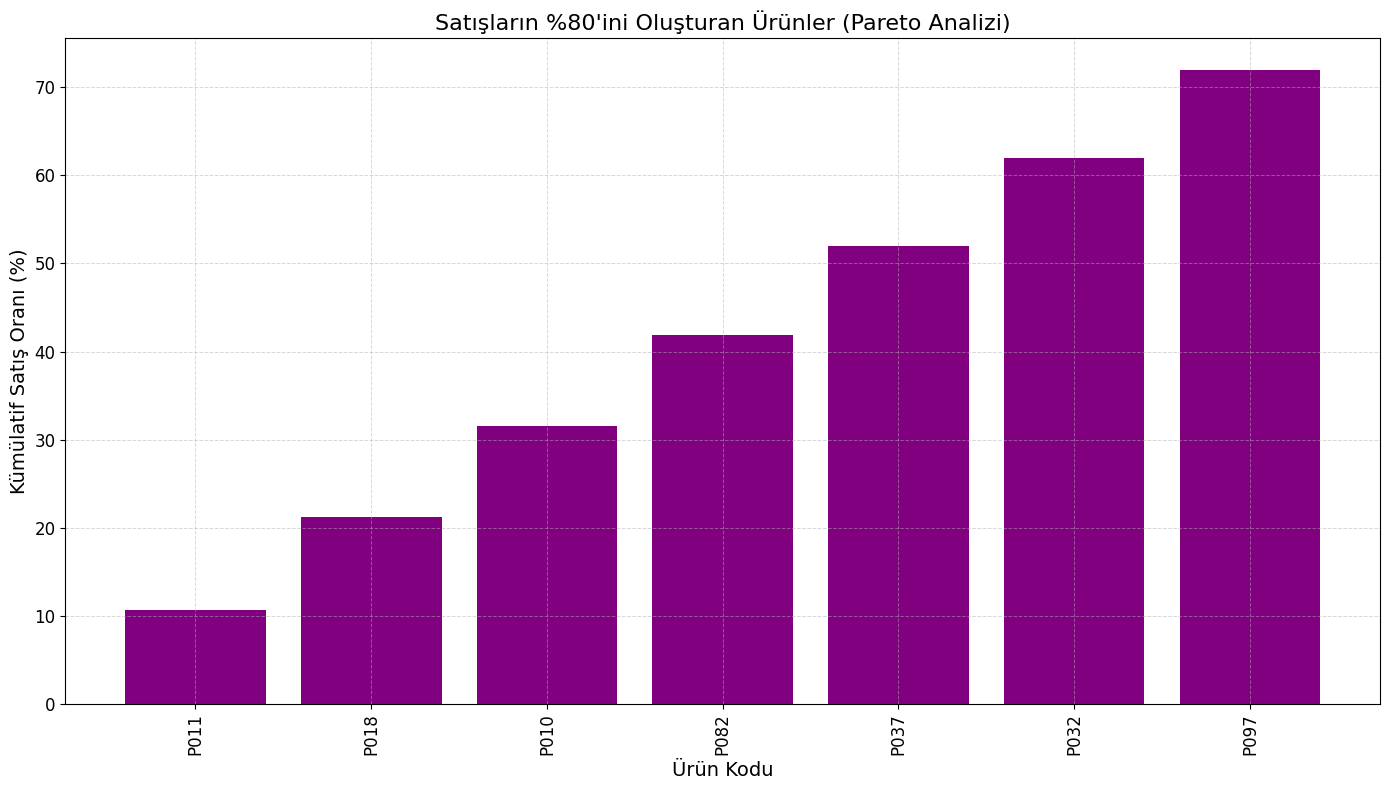 Satışların %80'ini Oluşturan Ürünler (Pareto Analizi)
Kümülatif Satış Oranı (%)
70
60
50
40
30
20
10
0
P011
P018
P010
P082
P037
P032
P097
Ürün Kodu